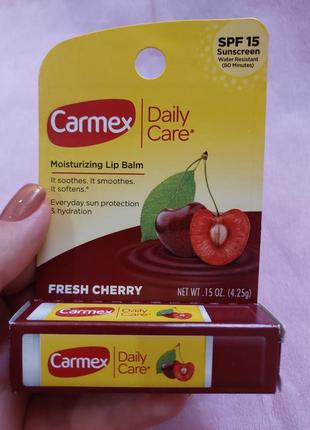 SPF 15
Sunscreen
Water Resistant
(80 Minutes)
Carmex
Daily
Care®
Moisturizing Lip Balm
It soothes. It smoothes.
It softens.®
Everyday sun protection
& hydration
FRESH CHERRY
NET WT .15 OZ. (4.25g)
Carmex
Daily
Care®